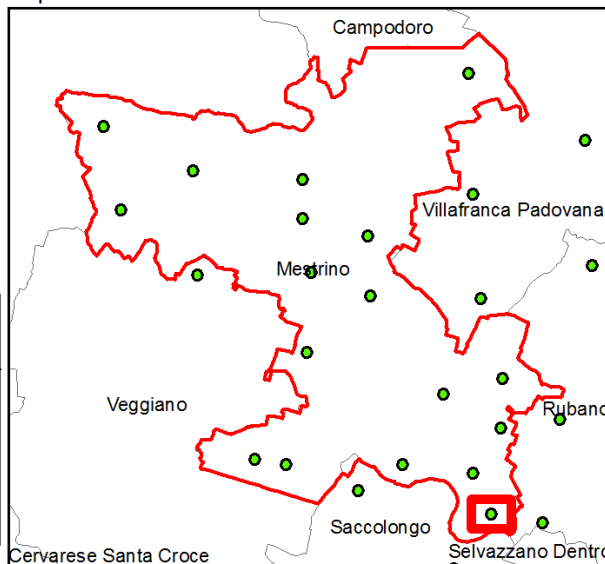 Campodoro
Villafranca Padovana
Mestrino
Veggiano
Rubano
Saccolongo
Cervarese Santa Croce
Selvazzano Dentro